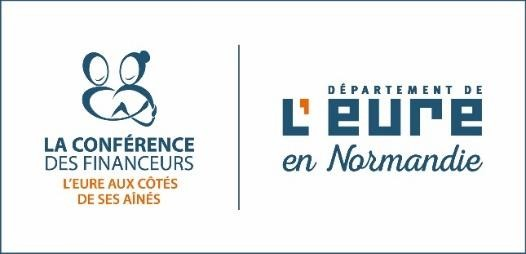 LA CONFÉRENCE
DES FINANCEURS
L'EURE AUX CÔTÉS
DE SES AÎNÉS
DÉPARTEMENT DE
L'eure
en Normandie